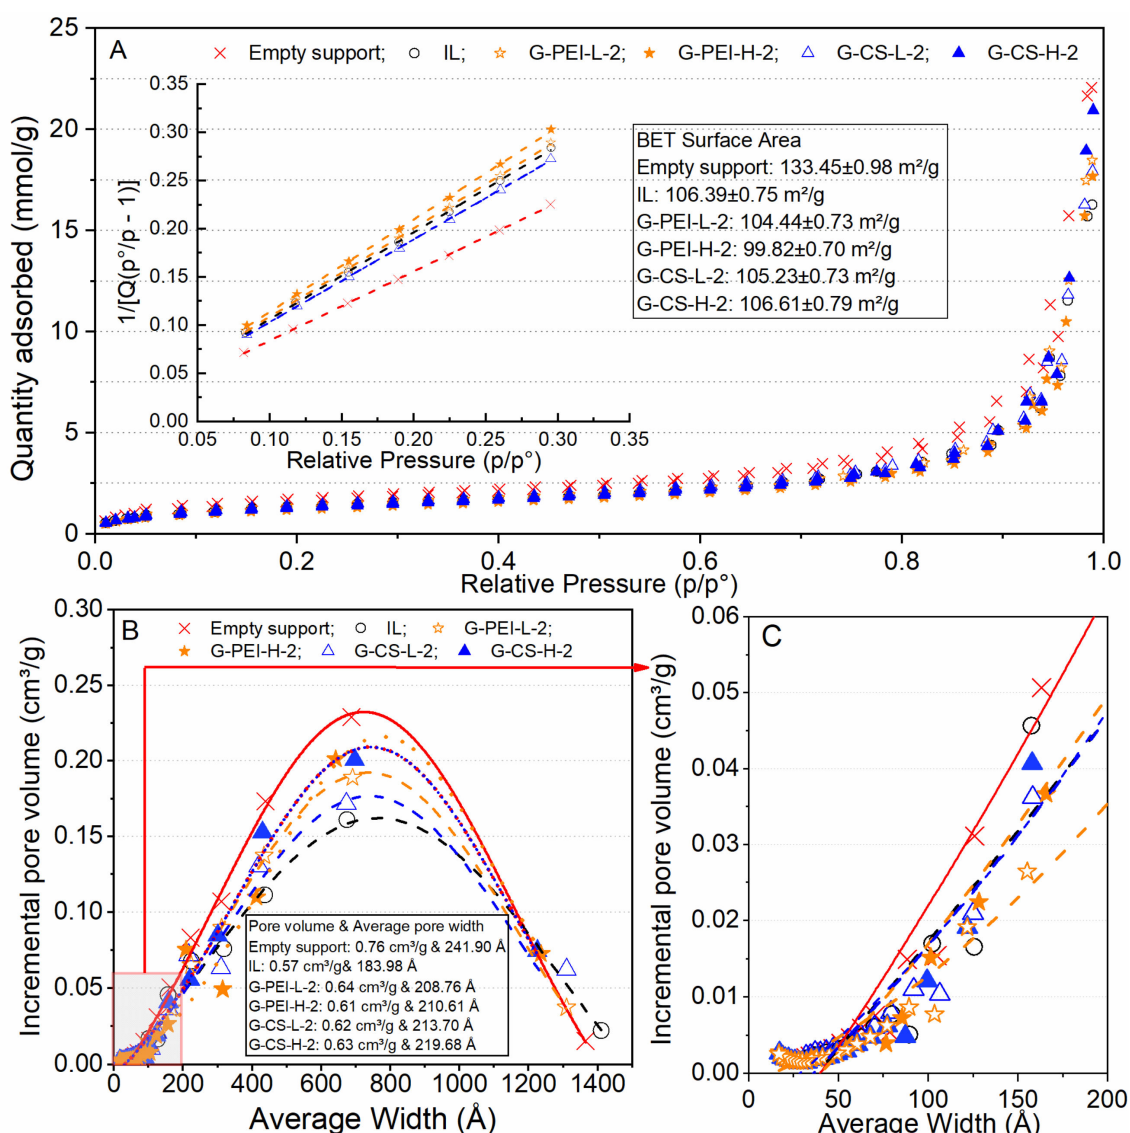 A
Empty support; IL; G-PEI-L-2; G-PEI-H-2; G-CS-L-2; G-CS-H-2
Quantity adsorbed (mmol/g)
25
20
15
10
5
0
0.0 0.2 0.4 0.6 0.8 1.0
Relative Pressure (p/p°)
1/[Q(p°/p - 1)]
0.35
0.30
0.25
0.20
0.15
0.10
0.05
0.00
0.05 0.10 0.15 0.20 0.25 0.30 0.35
Relative Pressure (p/p°)
BET Surface Area
Empty support: 133.45±0.98 m²/g
IL: 106.39±0.75 m²/g
G-PEI-L-2: 104.44±0.73 m²/g
G-PEI-H-2: 99.82±0.70 m²/g
G-CS-L-2: 105.23±0.73 m²/g
G-CS-H-2: 106.61±0.79 m²/g
B
Empty support; IL; G-PEI-L-2;
G-PEI-H-2; G-CS-L-2; G-CS-H-2
Incremental pore volume (cm³/g)
0.30
0.25
0.20
0.15
0.10
0.05
0.00
0 200 400 600 800 1000 1200 1400
Average Width (Å)
Pore volume & Average pore width
Empty support: 0.76 cm³/g & 241.90 Å
IL: 0.57 cm³/g& 183.98 Å
G-PEI-L-2: 0.64 cm³/g & 208.76 Å
G-PEI-H-2: 0.61 cm³/g & 210.61 Å
G-CS-L-2: 0.62 cm³/g & 213.70 Å
G-CS-H-2: 0.63 cm³/g & 219.68 Å
C
Incremental pore volume (cm³/g)
0.06
0.05
0.04
0.03
0.02
0.01
0.00
0 50 100 150 200
Average Width (Å)